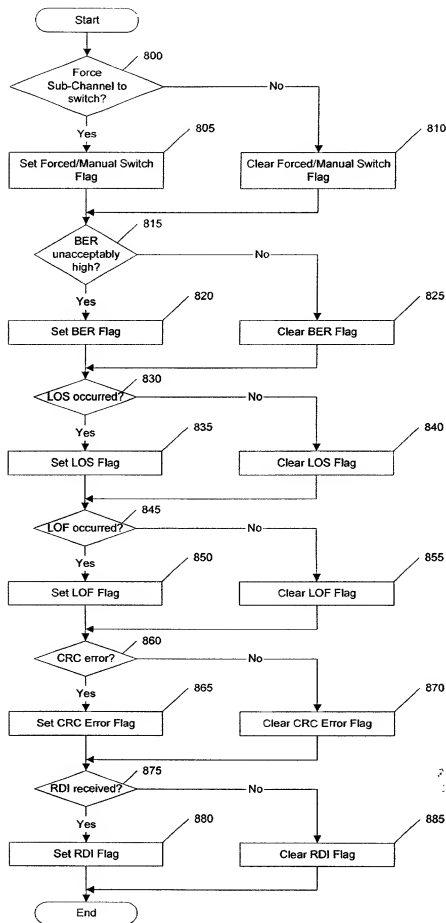 Start
800
Force
Sub-Channel to
switch?
No
Yes
805
810
Set Forced/Manual Switch
Flag
Clear Forced/Manual Switch
Flag
815
BER
unacceptably
high?
No
Yes
820
825
Set BER Flag
Clear BER Flag
830
LOS occurred?
No
Yes
835
840
Set LOS Flag
Clear LOS Flag
845
LOF occurred?
No
Yes
850
855
Set LOF Flag
Clear LOF Flag
860
CRC error?
No
Yes
865
870
Set CRC Error Flag
Clear CRC Error Flag
875
RDI received?
No
Yes
880
885
Set RDI Flag
Clear RDI Flag
End